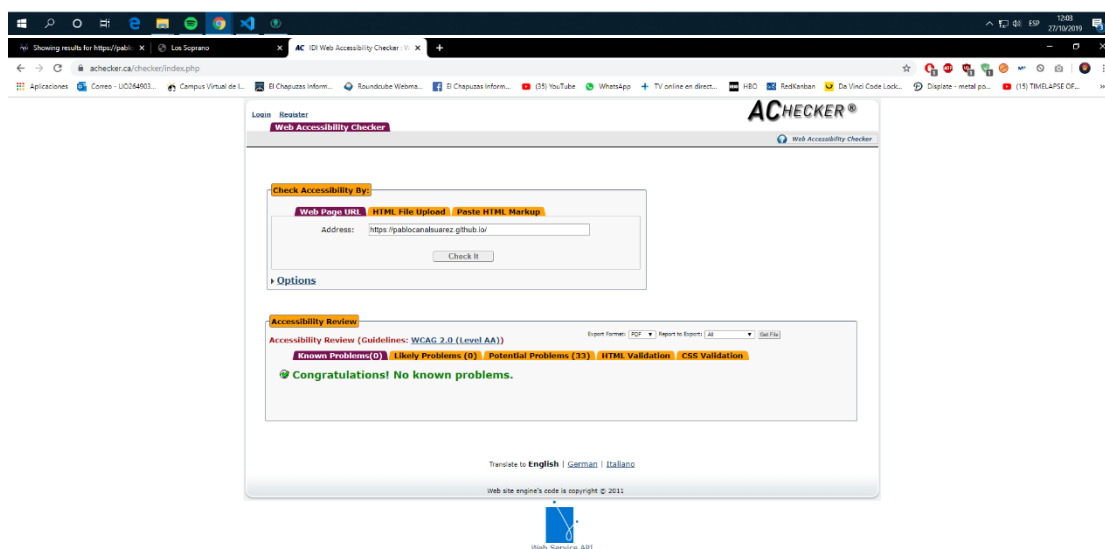 ESP
12:03
27/10/2019
Showing results for https://pablo
Los Soprano
AC IDI Web Accessibility Checker : W
achecker.ca/checker/index.php
Aplicaciones
Correo - UO264903...
Campus Virtual de l...
El Chapuzas Inform...
Roundcube Webma...
El Chapuzas Inform...
(35) YouTube
WhatsApp
TV online en direct...
HBO
RedKanban
Da Vinci Code Lock...
Displate - metal po...
(15) TIMELAPSE OF...
Login Register
ACHECKER ®
Web Accessibility Checker
Web Accessibility Checker
Check Accessibility By:
Web Page URL HTML File Upload Paste HTML Markup
Address: https://pablocanalsuarez.github.io/
Check It
Options
Accessibility Review
Export Format: PDF Report to Export: All Get File
Accessibility Review (Guidelines: WCAG 2.0 (Level AA))
Known Problems(0) Likely Problems (0) Potential Problems (33) HTML Validation CSS Validation
Congratulations! No known problems.
Translate to English | German | Italiano
Web site engine's code is copyright © 2011
Web Service API